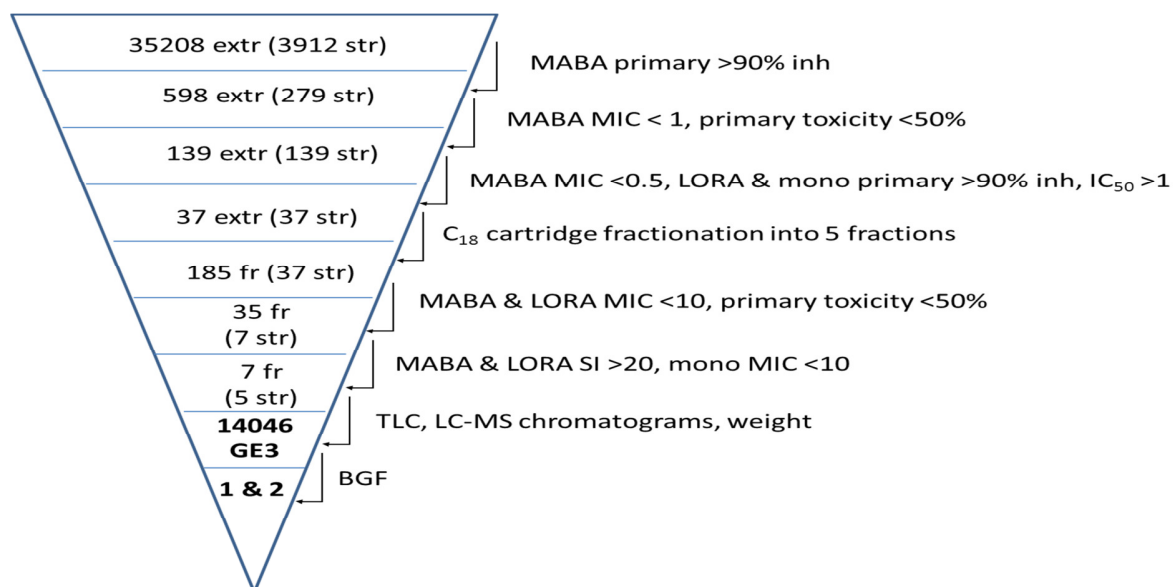 35208 extr (3912 str)
MABA primary >90% inh
598 extr (279 str)
MABA MIC < 1, primary toxicity <50%
139 extr (139 str)
MABA MIC <0.5, LORA & mono primary >90% inh, IC50 >1
37 extr (37 str)
C18 cartridge fractionation into 5 fractions
185 fr (37 str)
MABA & LORA MIC <10, primary toxicity <50%
35 fr
(7 str)
MABA & LORA SI >20, mono MIC <10
7 fr
(5 str)
TLC, LC-MS chromatograms, weight
14046
GE3
BGF
1 & 2